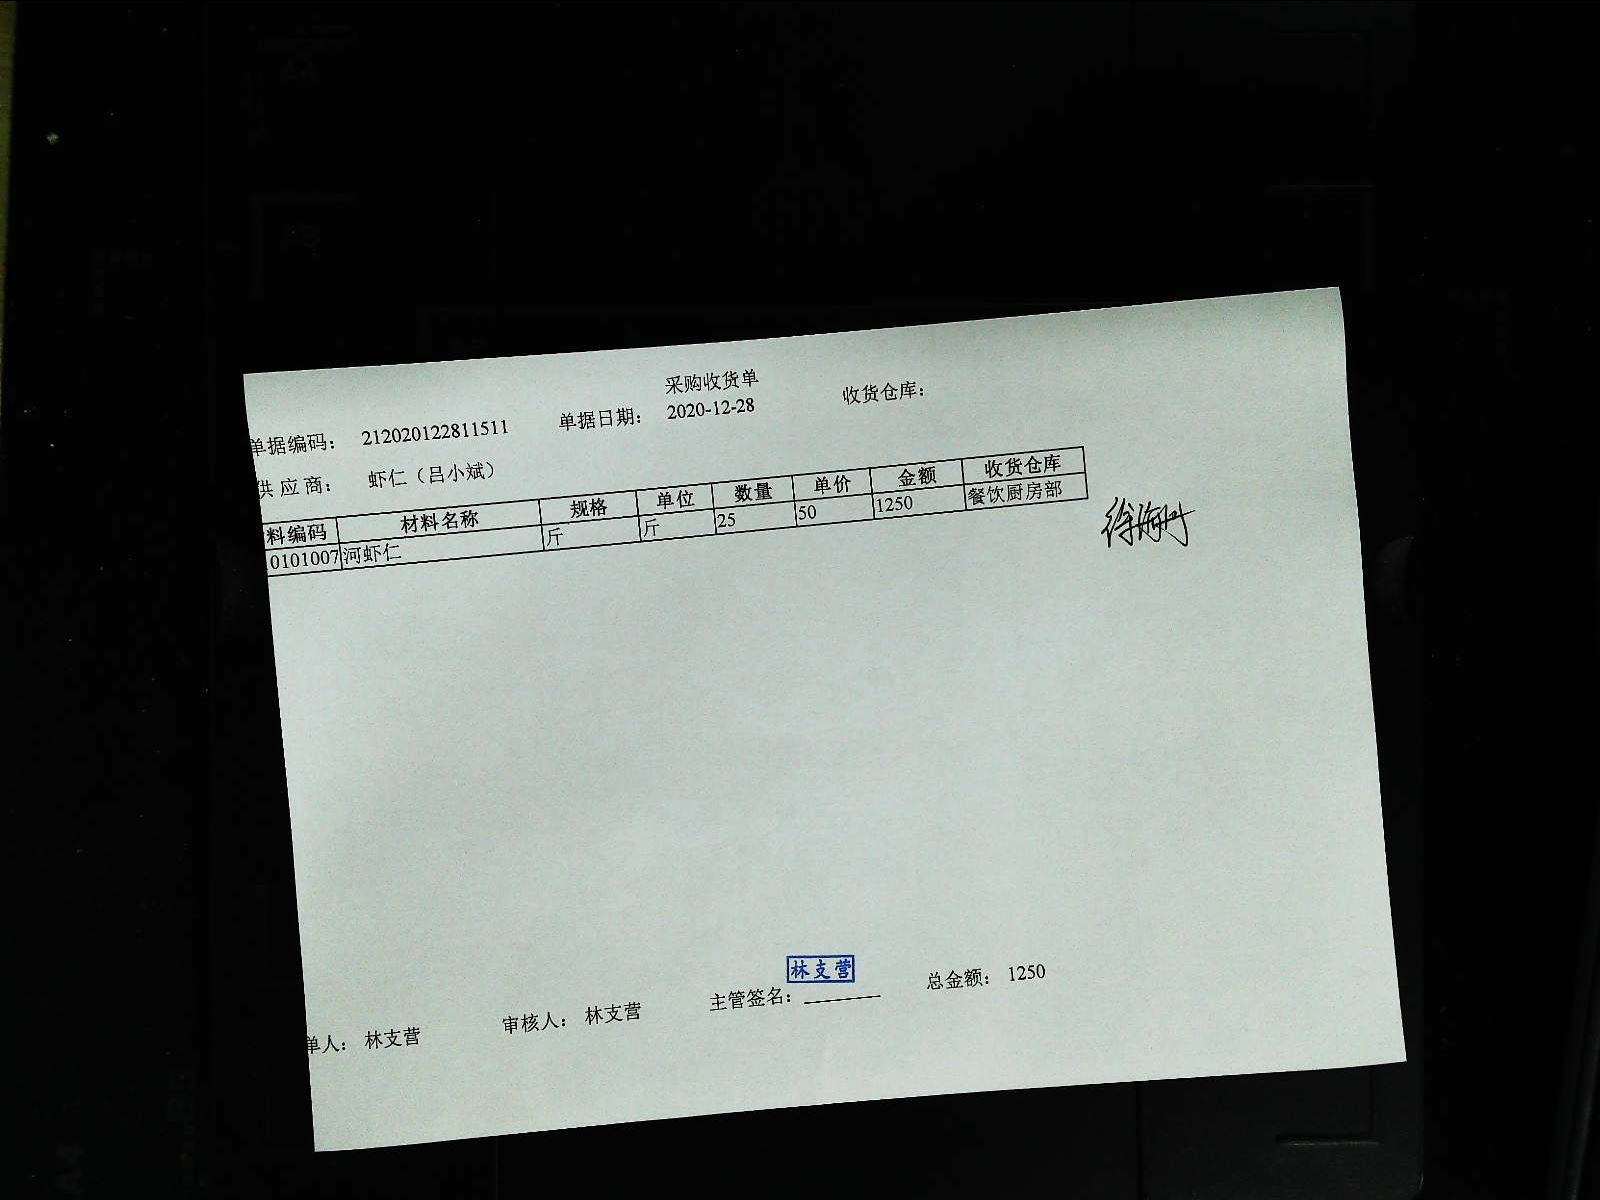 采购收货单
单据编码： 212020122811511 单据日期： 2020-12-28 收货仓库：
供应商： 虾仁（吕小斌）
料编码 材料名称 规格 单位 数量 单价 金额 收货仓库
0101007 河虾仁 斤 斤 25 50 1250 餐饮厨房部
林支营
单人： 林支营 审核人： 林支营 主管签名： 总金额： 1250